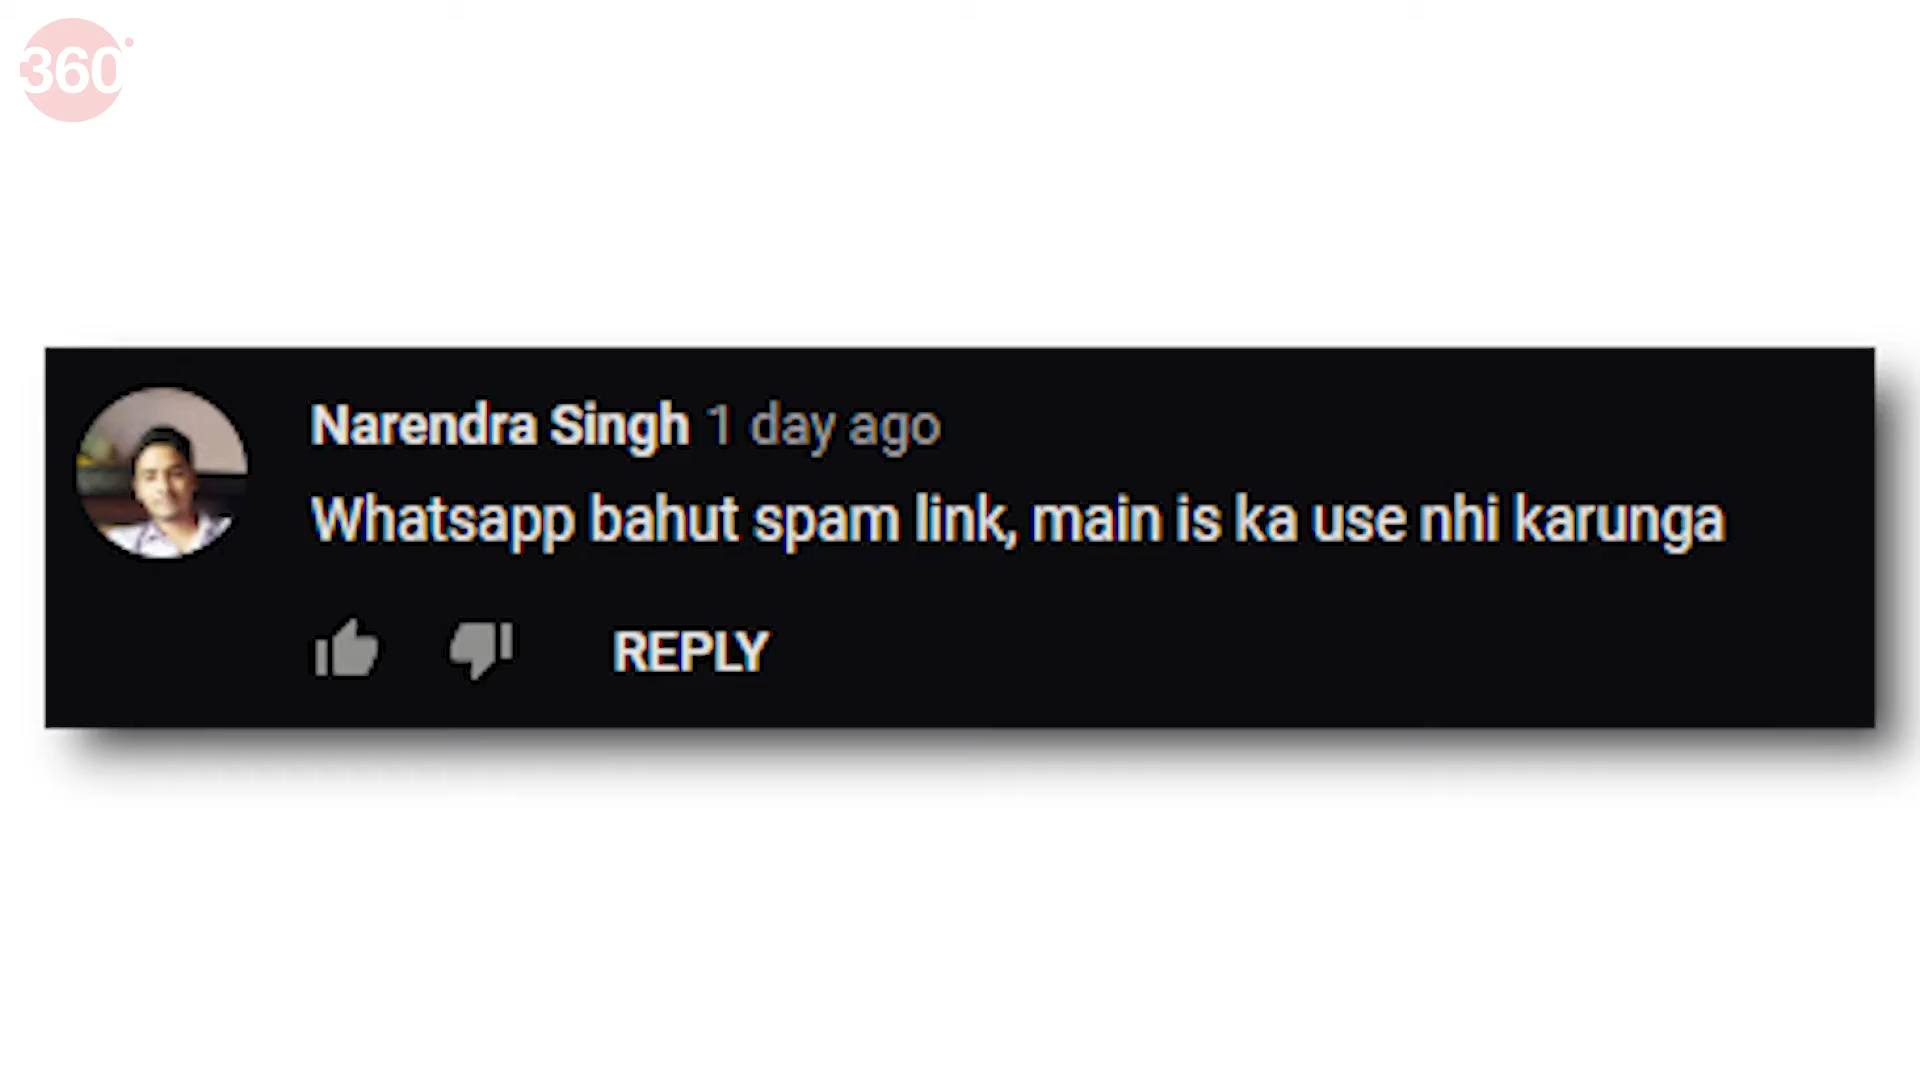 360°
Narendra Singh 1 day ago
Whatsapp bahut spam link, main is ka use nhi karunga
REPLY